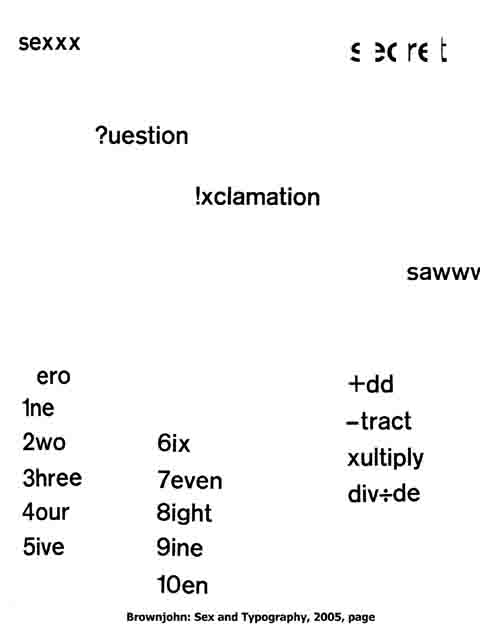 sexxx
secret
?uestion
!xclamation
sawwv
ero
1ne
2wo
3hree
4our
5ive
6ix
7even
8ight
9ine
10en
+dd
–tract
xultiply
div÷de
Brownjohn: Sex and Typography, 2005, page